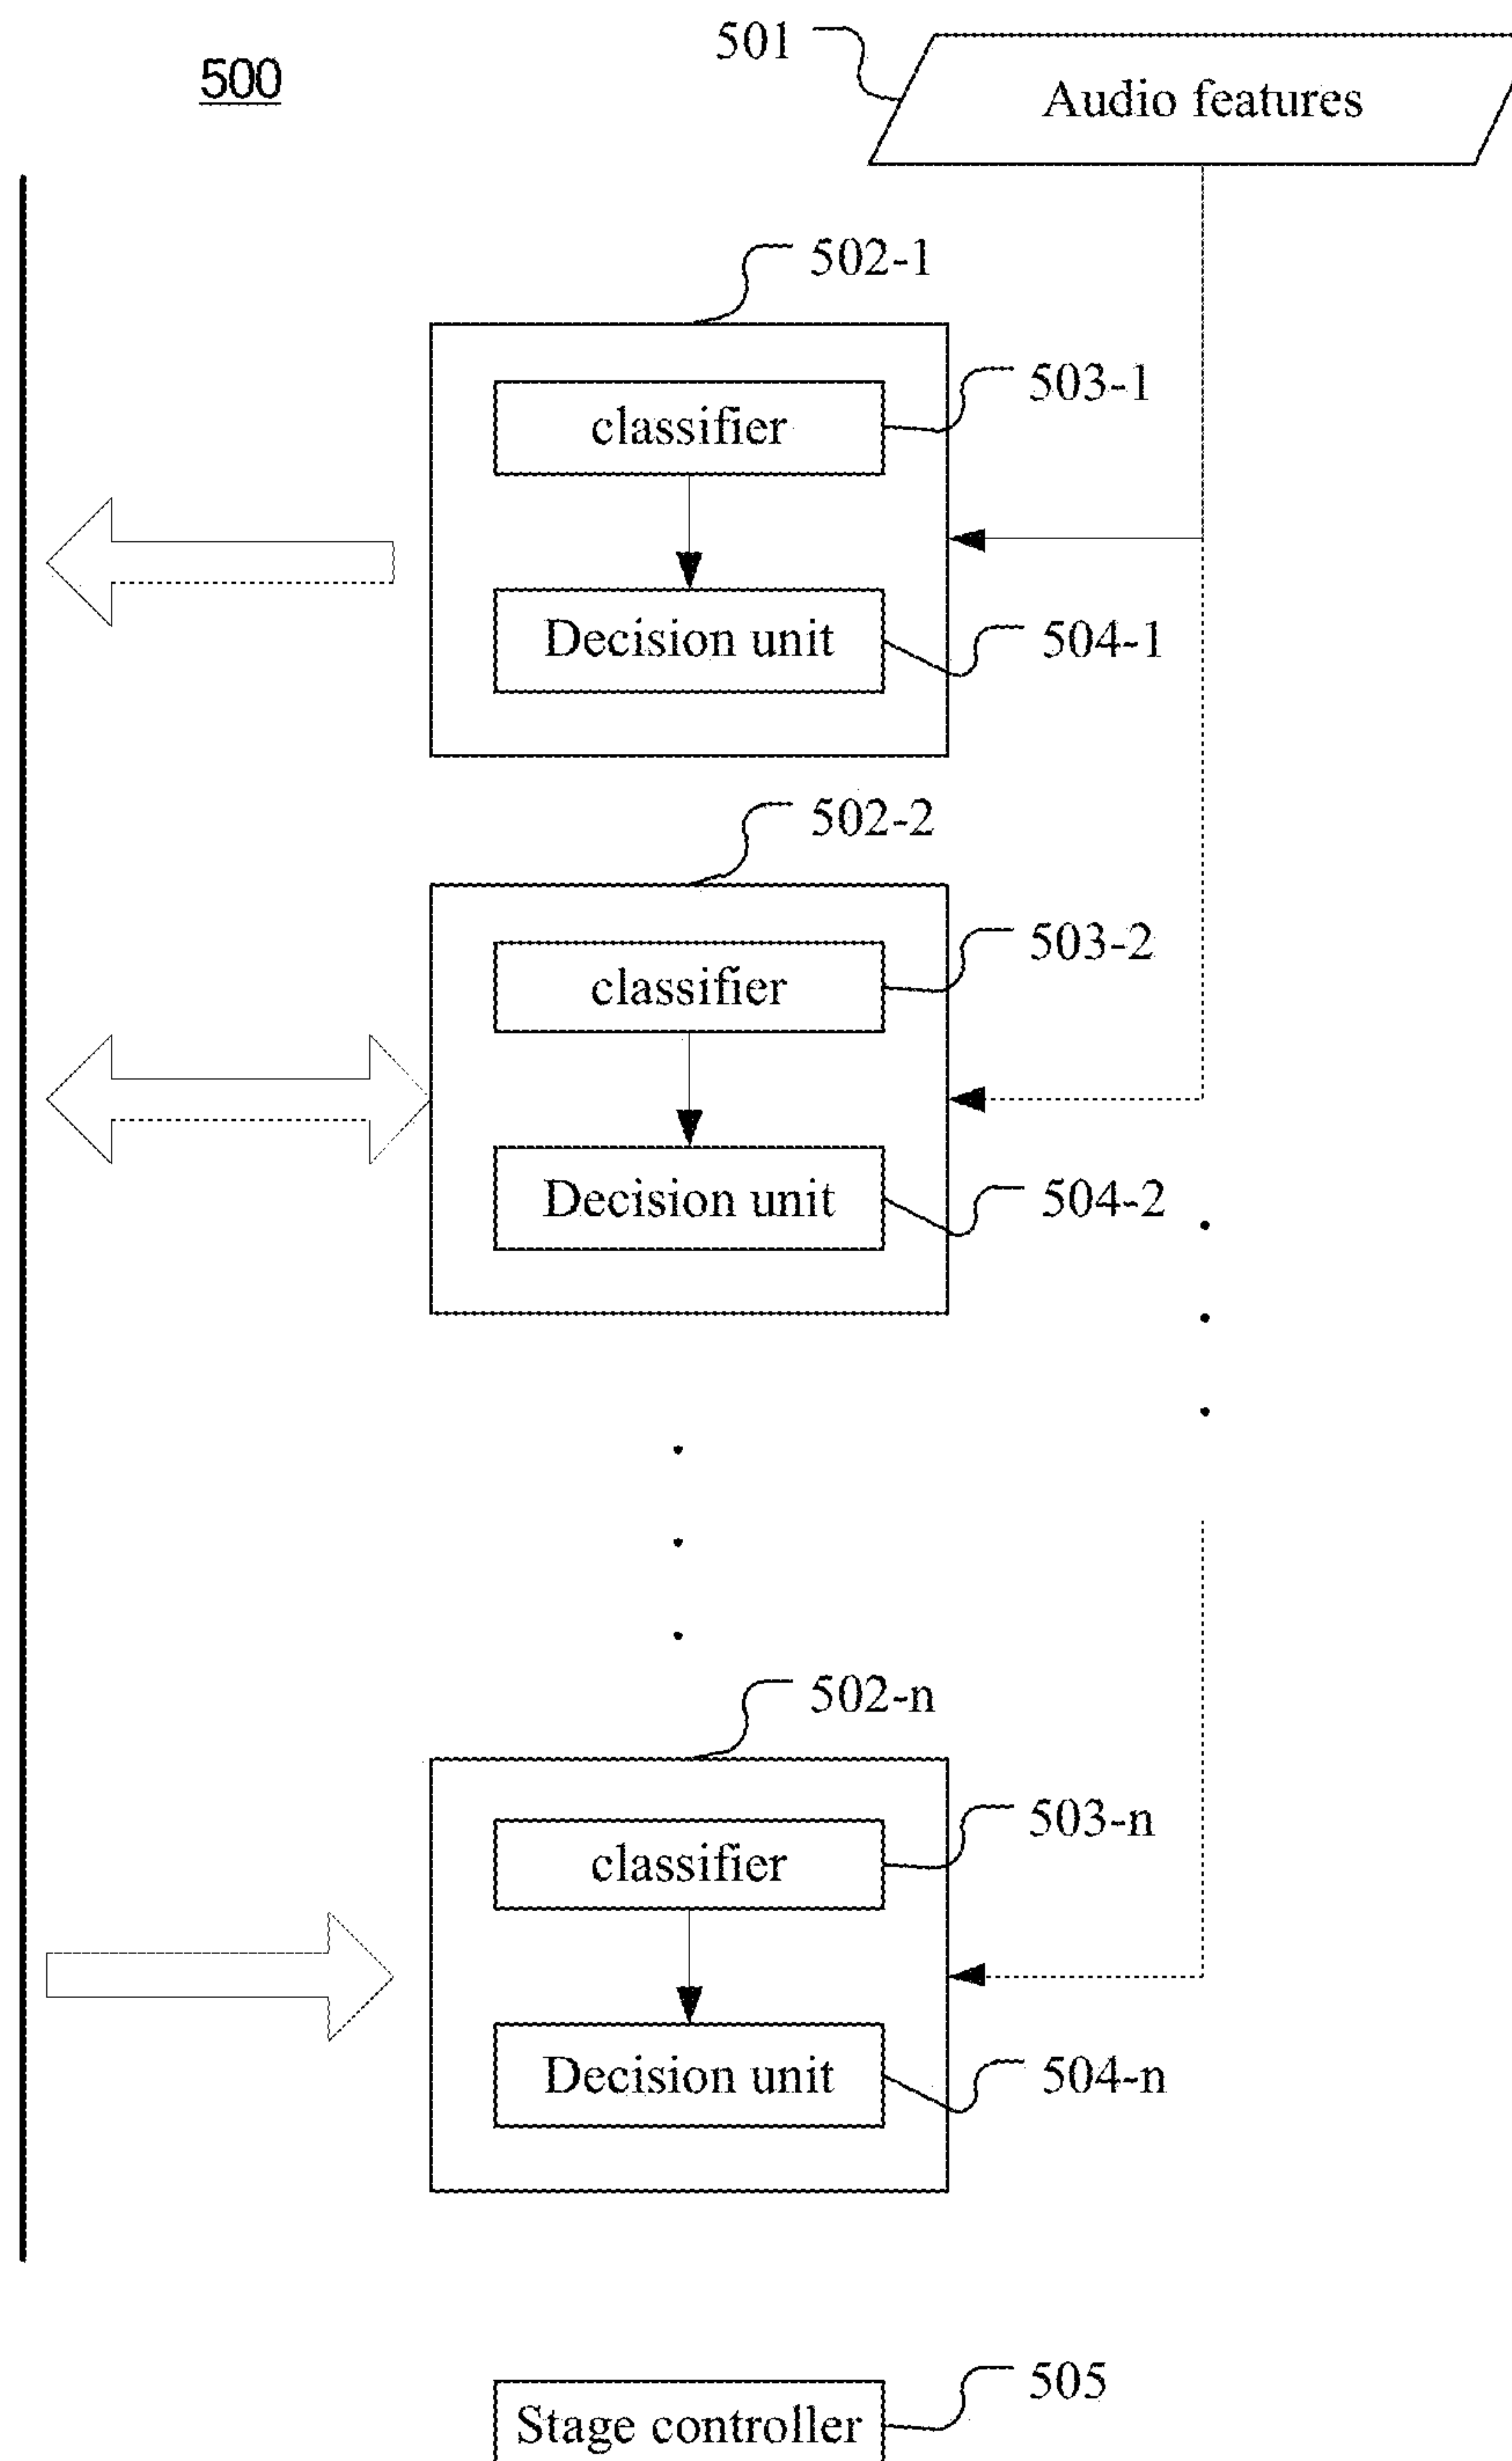 500
501
Audio features
502-1
classifier
503-1
Decision unit
504-1
502-2
classifier
503-2
Decision unit
504-2
502-n
classifier
503-n
Decision unit
504-n
Stage controller
505